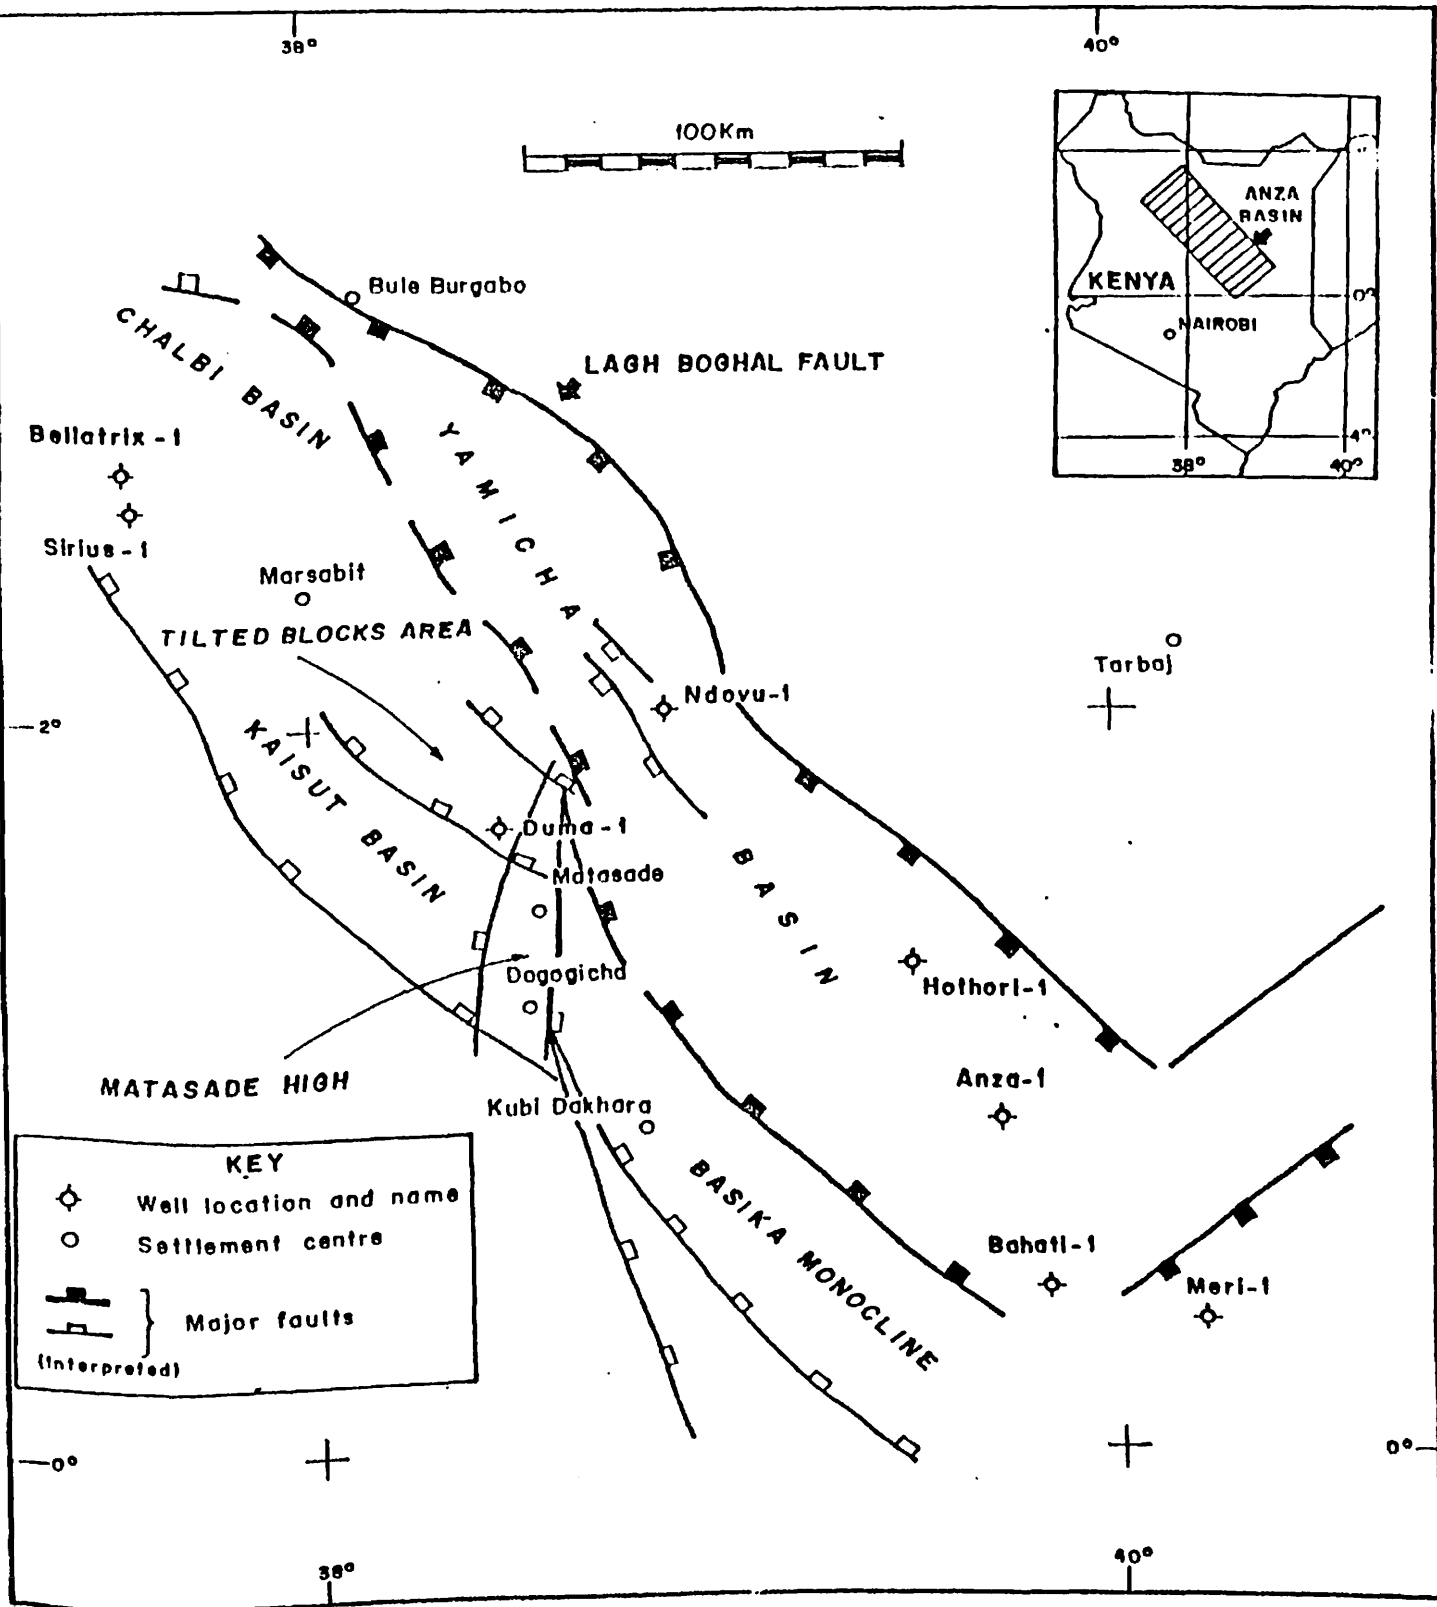 38°
40°
100Km
ANZA
BASIN
KENYA
0°
NAIROBI
4°
38°
40°
Bule Burgabo
CHALBI BASIN
LAGH BOGHAL FAULT
Bellatrix-1
YAMICHA
Sirius-1
Marsabit
TILTED BLOCKS AREA
Tarbaj
Ndovu-1
2°
KAISUT BASIN
Duma-1
BASIN
Matasade
Dogogicha
Hothori-1
MATASADE HIGH
Anza-1
Kubi Dakhara
BASIKA MONOCLINE
Bahati-1
Meri-1
KEY
Well location and name
Settlement centre
Major faults
(Interpreted)
0°
0°
38°
40°